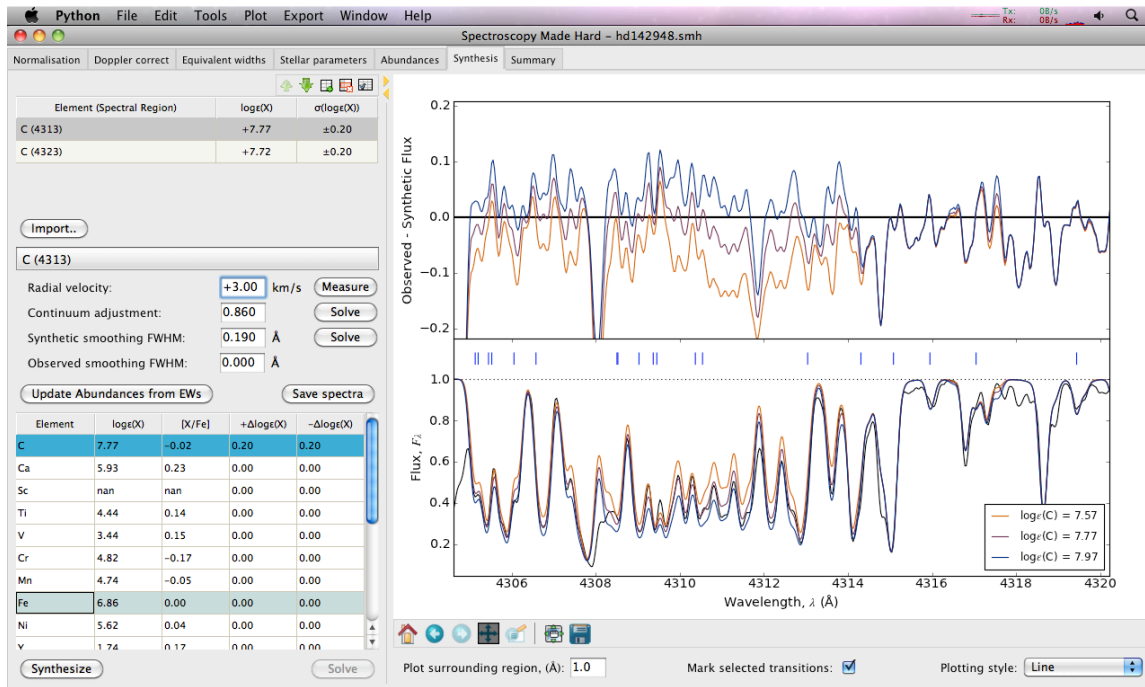 Python File Edit Tools Plot Export Window Help
Tx: 0B/s
Rx: 0B/s
Spectroscopy Made Hard - hd142948.smh
Normalisation Doppler correct Equivalent widths Stellar parameters Abundances Synthesis Summary
Element (Spectral Region) logε(X) σ(logε(X))
C (4313) +7.77 ±0.20
C (4323) +7.72 ±0.20
Import..
C (4313)
Radial velocity: +3.00 km/s Measure
Continuum adjustment: 0.860 Solve
Synthetic smoothing FWHM: 0.190 Å Solve
Observed smoothing FWHM: 0.000 Å
Update Abundances from EWs Save spectra
Element logε(X) [X/Fe] +Δlogε(X) −Δlogε(X)
C 7.77 −0.02 0.20 0.20
Ca 5.93 0.23 0.00 0.00
Sc nan nan 0.00 0.00
Ti 4.44 0.14 0.00 0.00
V 3.44 0.15 0.00 0.00
Cr 4.82 −0.17 0.00 0.00
Mn 4.74 −0.05 0.00 0.00
Fe 6.86 0.00 0.00 0.00
Ni 5.62 0.04 0.00 0.00
Y 1.74 0.17 0.00 0.00
Synthesize Solve
Observed - Synthetic Flux
0.2
0.1
0.0
−0.1
−0.2
Flux, Fλ
1.0
0.8
0.6
0.4
0.2
logε(C) = 7.57
logε(C) = 7.77
logε(C) = 7.97
4306 4308 4310 4312 4314 4316 4318 4320
Wavelength, λ (Å)
Plot surrounding region, (Å): 1.0 Mark selected transitions: Plotting style: Line